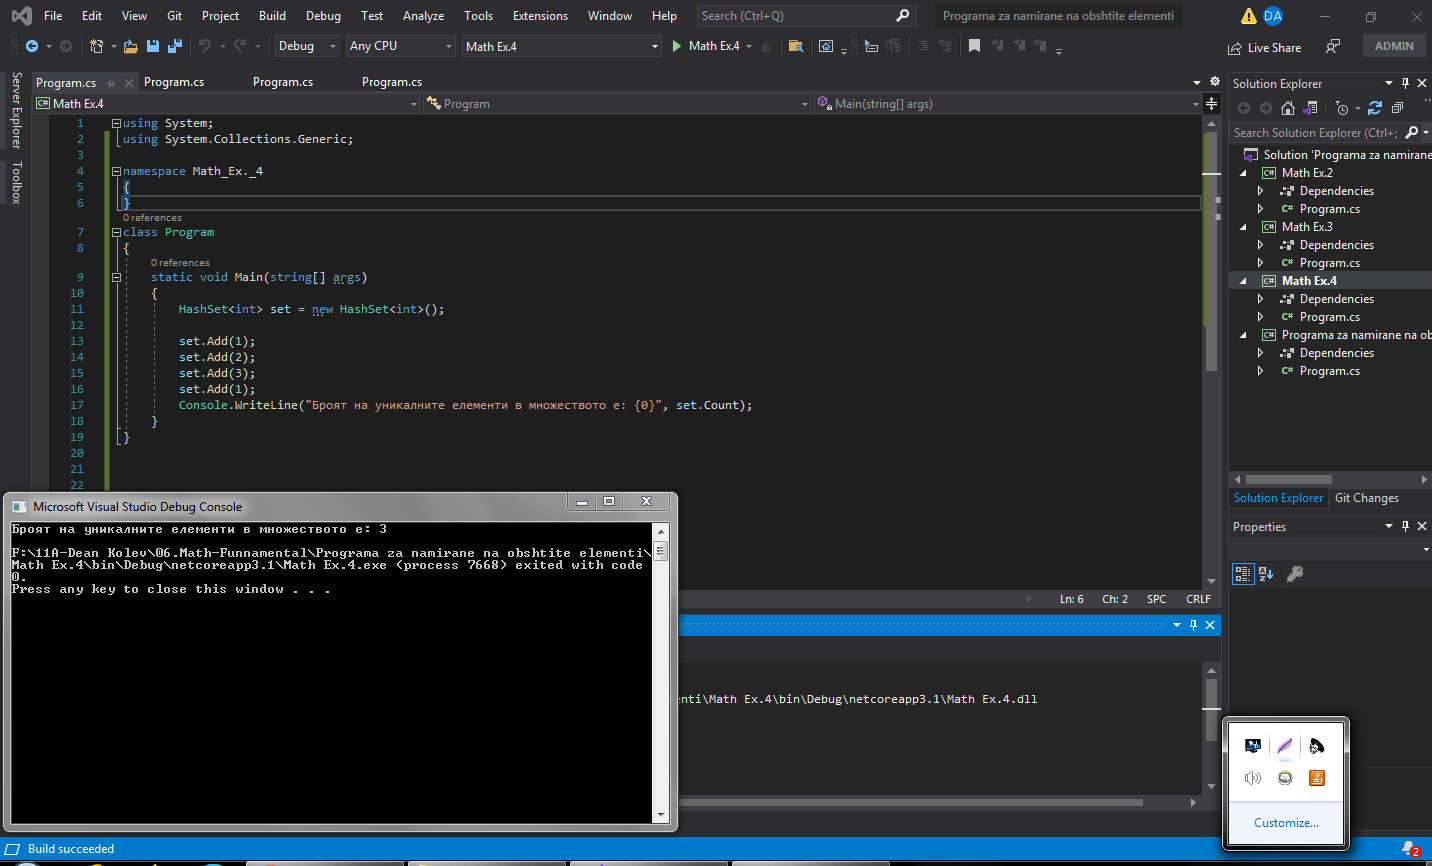 File Edit View Git Project Build Debug Test Analyze Tools Extensions Window Help Search (Ctrl+Q) Programa za namirane na obshtite elementi DA
Debug Any CPU Math Ex.4 Math Ex.4 Live Share ADMIN
Server Explorer
Toolbox
Program.cs Program.cs Program.cs Program.cs
Math Ex.4 Program Main(string[] args)
1 using System;
2 using System.Collections.Generic;
3
4 namespace Math_Ex._4
5 {
6 }
0 references
7 class Program
8 {
0 references
9 static void Main(string[] args)
10 {
11 HashSet<int> set = new HashSet<int>();
12
13 set.Add(1);
14 set.Add(2);
15 set.Add(3);
16 set.Add(1);
17 Console.WriteLine("Броят на уникалните елементи в множеството е: {0}", set.Count);
18 }
19 }
20
21
22
Ln: 6 Ch: 2 SPC CRLF
Microsoft Visual Studio Debug Console
Броят на уникалните елементи в множеството е: 3
F:\11A-Dean Kolev\06.Math-Funnamental\Programa za namirane na obshtite elementi\
Math Ex.4\bin\Debug\netcoreapp3.1\Math Ex.4.exe (process 7668) exited with code
0.
Press any key to close this window . . .
enti\Math Ex.4\bin\Debug\netcoreapp3.1\Math Ex.4.dll
Solution Explorer
Search Solution Explorer (Ctrl+;
Solution 'Programa za namirane
Math Ex.2
Dependencies
Program.cs
Math Ex.3
Dependencies
Program.cs
Math Ex.4
Dependencies
Program.cs
Programa za namirane na ob
Dependencies
Program.cs
Solution Explorer Git Changes
Properties
Customize...
Build succeeded
2